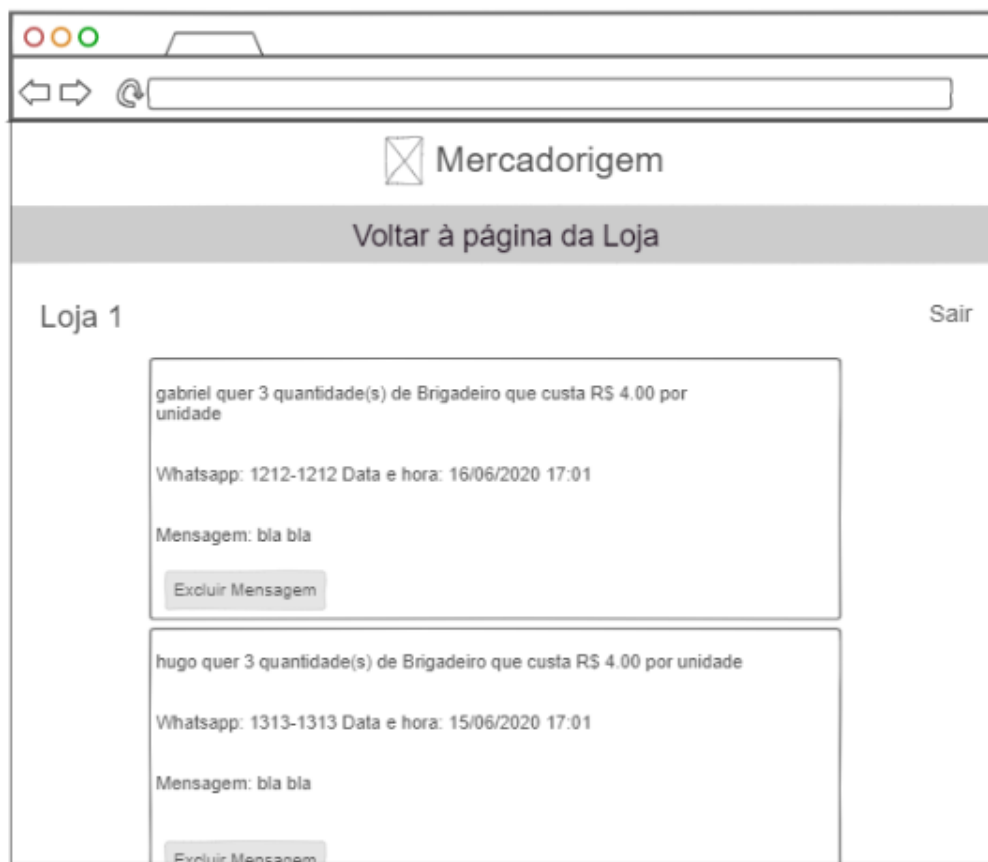 Mercadorigem
Voltar à página da Loja
Loja 1
Sair
gabriel quer 3 quantidade(s) de Brigadeiro que custa R$ 4.00 por
unidade
Whatsapp: 1212-1212 Data e hora: 16/06/2020 17:01
Mensagem: bla bla
Excluir Mensagem
hugo quer 3 quantidade(s) de Brigadeiro que custa R$ 4.00 por unidade
Whatsapp: 1313-1313 Data e hora: 15/06/2020 17:01
Mensagem: bla bla
Excluir Mensagem